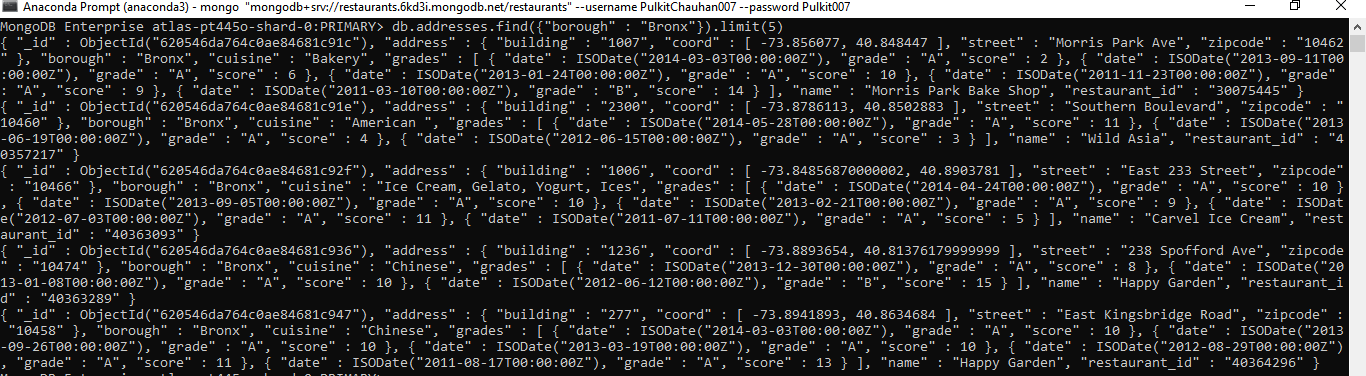 Anaconda Prompt (anaconda3) - mongo "mongodb+srv://restaurants.6kd3i.mongodb.net/restaurants" --username PulkitChauhan007 --password Pulkit007
MongoDB Enterprise atlas-pt445o-shard-0:PRIMARY> db.addresses.find({"borough" : "Bronx"}).limit(5)
{ "_id" : ObjectId("620546da764c0ae84681c91c"), "address" : { "building" : "1007", "coord" : [ -73.856077, 40.848447 ], "street" : "Morris Park Ave", "zipcode" : "10462
" }, "borough" : "Bronx", "cuisine" : "Bakery", "grades" : [ { "date" : ISODate("2014-03-03T00:00:00Z"), "grade" : "A", "score" : 2 }, { "date" : ISODate("2013-09-11T00:
00:00Z"), "grade" : "A", "score" : 6 }, { "date" : ISODate("2013-01-24T00:00:00Z"), "grade" : "A", "score" : 10 }, { "date" : ISODate("2011-11-23T00:00:00Z"), "grade" :
"A", "score" : 9 }, { "date" : ISODate("2011-03-10T00:00:00Z"), "grade" : "B", "score" : 14 } ], "name" : "Morris Park Bake Shop", "restaurant_id" : "30075445" }
{ "_id" : ObjectId("620546da764c0ae84681c91e"), "address" : { "building" : "2300", "coord" : [ -73.8786113, 40.8502883 ], "street" : "Southern Boulevard", "zipcode" : "
10460" }, "borough" : "Bronx", "cuisine" : "American ", "grades" : [ { "date" : ISODate("2014-05-28T00:00:00Z"), "grade" : "A", "score" : 11 }, { "date" : ISODate("2013
-06-19T00:00:00Z"), "grade" : "A", "score" : 4 }, { "date" : ISODate("2012-06-15T00:00:00Z"), "grade" : "A", "score" : 3 } ], "name" : "Wild Asia", "restaurant_id" : "4
0357217" }
{ "_id" : ObjectId("620546da764c0ae84681c92f"), "address" : { "building" : "1006", "coord" : [ -73.84856870000002, 40.8903781 ], "street" : "East 233 Street", "zipcode"
: "10466" }, "borough" : "Bronx", "cuisine" : "Ice Cream, Gelato, Yogurt, Ices", "grades" : [ { "date" : ISODate("2014-04-24T00:00:00Z"), "grade" : "A", "score" : 10 }
, { "date" : ISODate("2013-09-05T00:00:00Z"), "grade" : "A", "score" : 10 }, { "date" : ISODate("2013-02-21T00:00:00Z"), "grade" : "A", "score" : 9 }, { "date" : ISODat
e("2012-07-03T00:00:00Z"), "grade" : "A", "score" : 11 }, { "date" : ISODate("2011-07-11T00:00:00Z"), "grade" : "A", "score" : 5 } ], "name" : "Carvel Ice Cream", "rest
aurant_id" : "40363093" }
{ "_id" : ObjectId("620546da764c0ae84681c936"), "address" : { "building" : "1236", "coord" : [ -73.8893654, 40.81376179999999 ], "street" : "238 Spofford Ave", "zipcode"
: "10474" }, "borough" : "Bronx", "cuisine" : "Chinese", "grades" : [ { "date" : ISODate("2013-12-30T00:00:00Z"), "grade" : "A", "score" : 8 }, { "date" : ISODate("20
13-01-08T00:00:00Z"), "grade" : "A", "score" : 10 }, { "date" : ISODate("2012-06-12T00:00:00Z"), "grade" : "B", "score" : 15 } ], "name" : "Happy Garden", "restaurant_i
d" : "40363289" }
{ "_id" : ObjectId("620546da764c0ae84681c947"), "address" : { "building" : "277", "coord" : [ -73.8941893, 40.8634684 ], "street" : "East Kingsbridge Road", "zipcode" :
"10458" }, "borough" : "Bronx", "cuisine" : "Chinese", "grades" : [ { "date" : ISODate("2014-03-03T00:00:00Z"), "grade" : "A", "score" : 10 }, { "date" : ISODate("2013
-09-26T00:00:00Z"), "grade" : "A", "score" : 10 }, { "date" : ISODate("2013-03-19T00:00:00Z"), "grade" : "A", "score" : 10 }, { "date" : ISODate("2012-08-29T00:00:00Z")
, "grade" : "A", "score" : 11 }, { "date" : ISODate("2011-08-17T00:00:00Z"), "grade" : "A", "score" : 13 } ], "name" : "Happy Garden", "restaurant_id" : "40364296" }